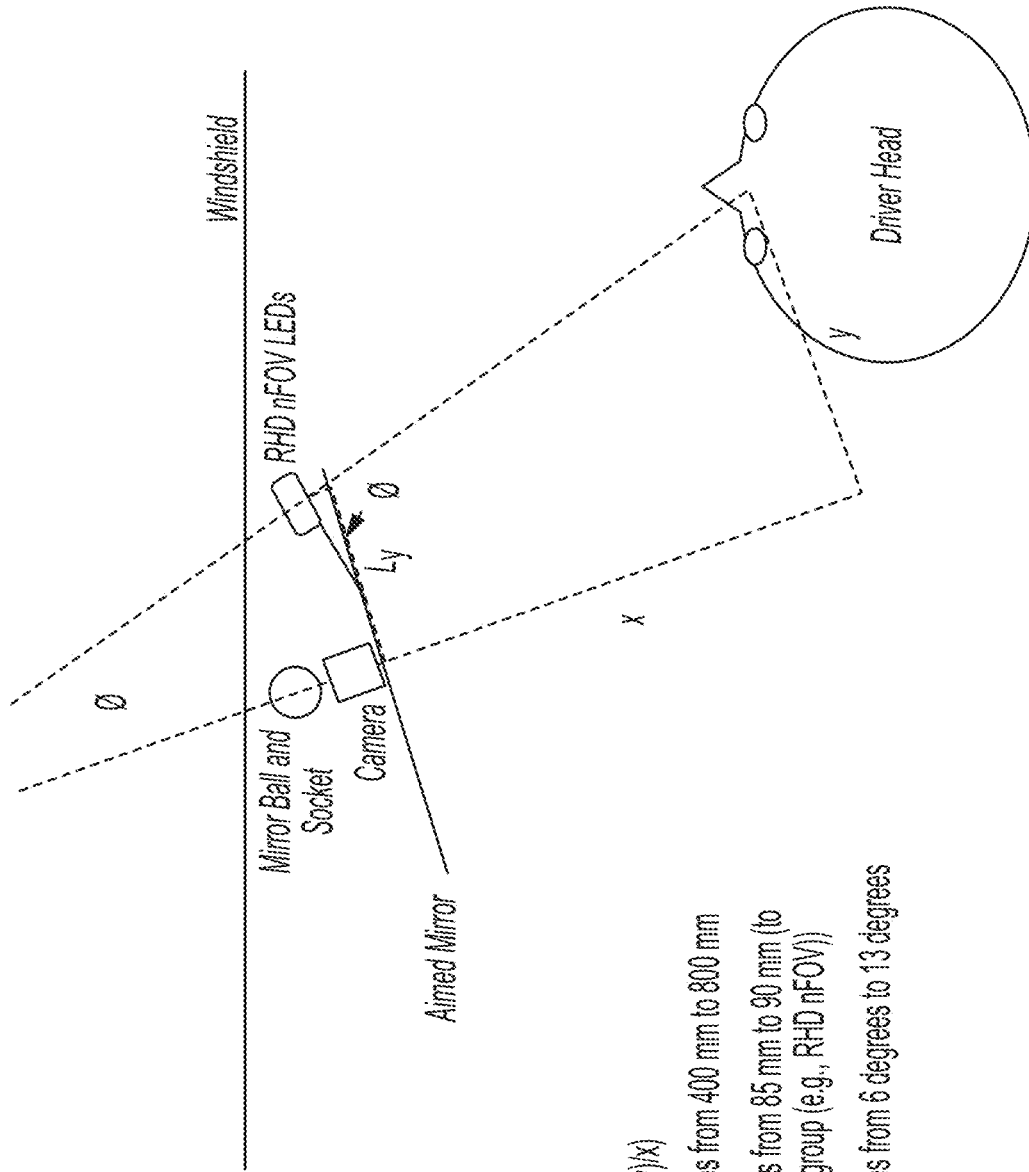 Windshield
RHD nFOV LEDs
Ø
Mirror Ball and
Socket
Camera
Ly
Ø
Aimed Mirror
x
y
Driver Head
)/x)
s from 400 mm to 800 mm
s from 85 mm to 90 mm (to
group (e.g., RHD nFOV))
s from 6 degrees to 13 degrees